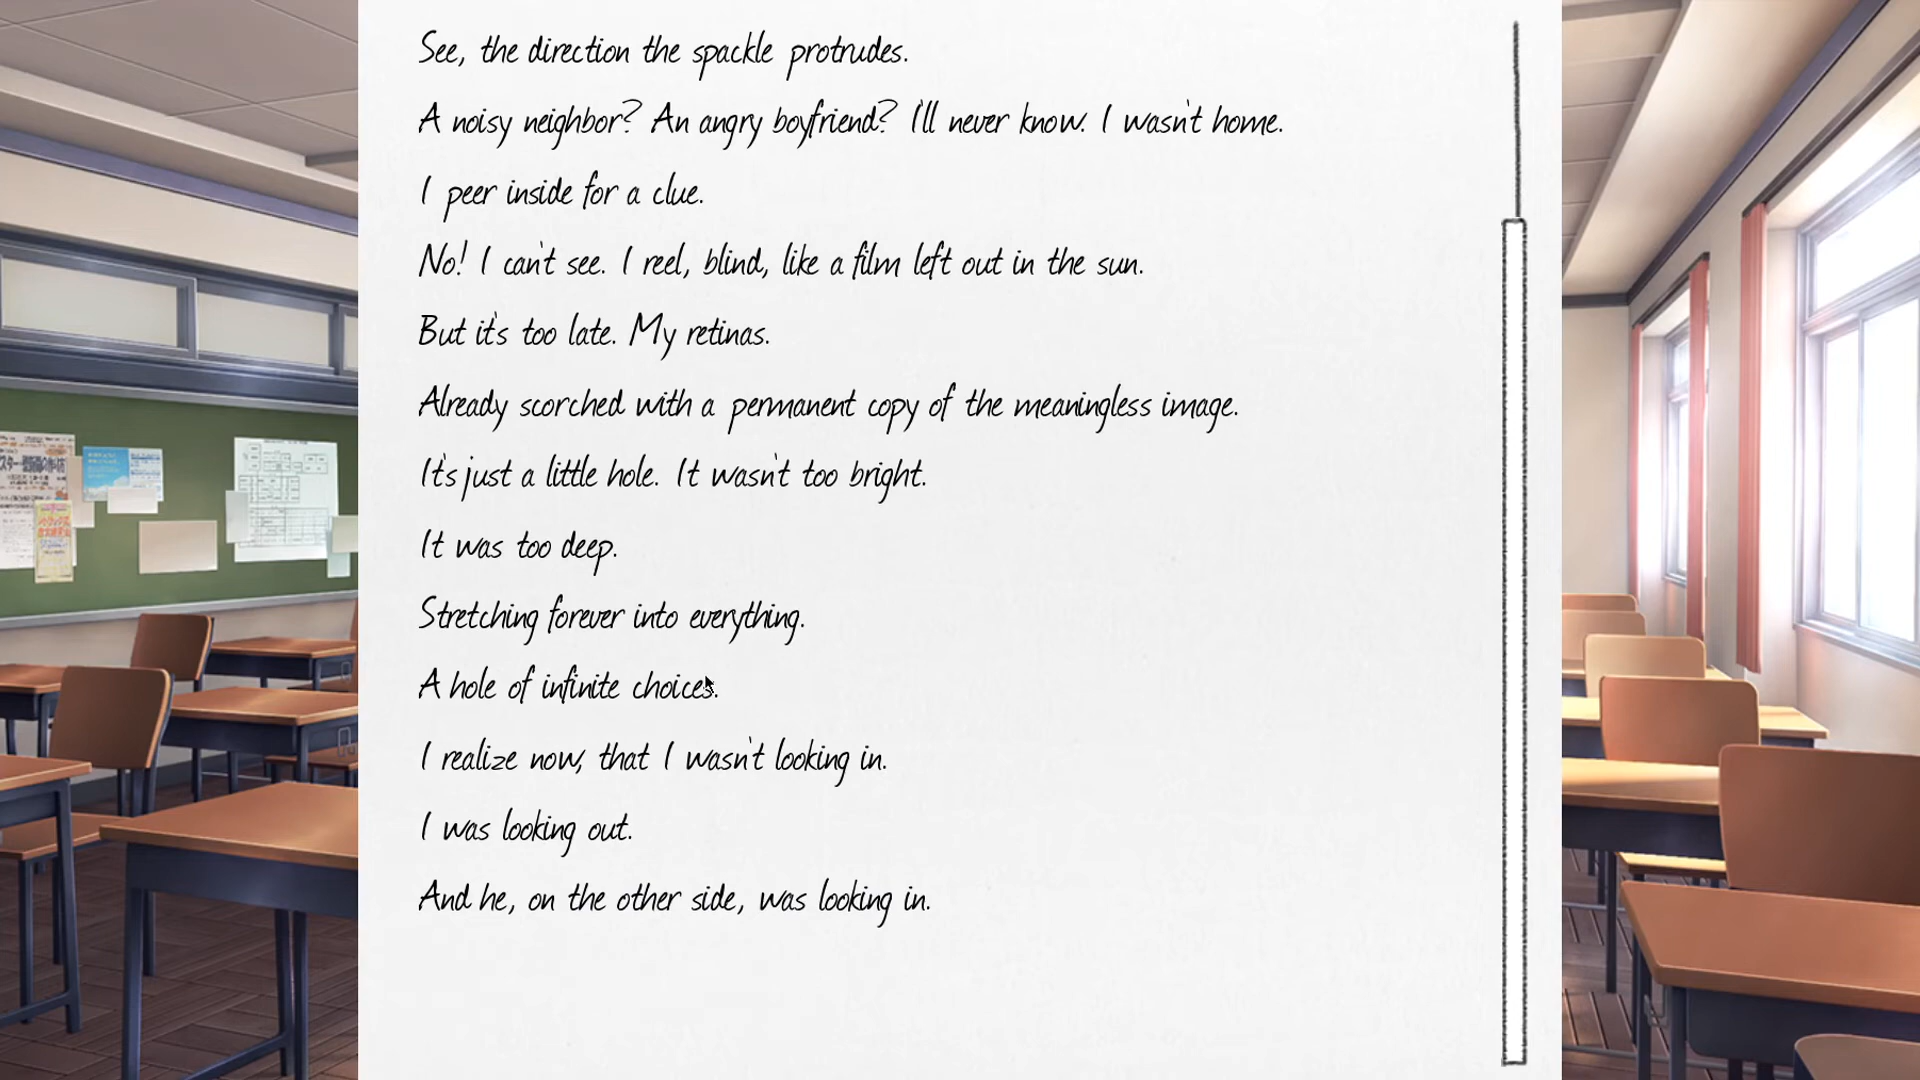 See, the direction the spackle protrudes.
A noisy neighbor? An angry boyfriend? I'll never know. I wasn't home.
I peer inside for a clue.
No! I can't see. I reel, blind, like a film left out in the sun.
But it's too late. My retinas.
Already scorched with a permanent copy of the meaningless image.
It's just a little hole. It wasn't too bright.
It was too deep.
Stretching forever into everything.
A hole of infinite choices.
I realize now, that I wasn't looking in.
I was looking out.
And he, on the other side, was looking in.